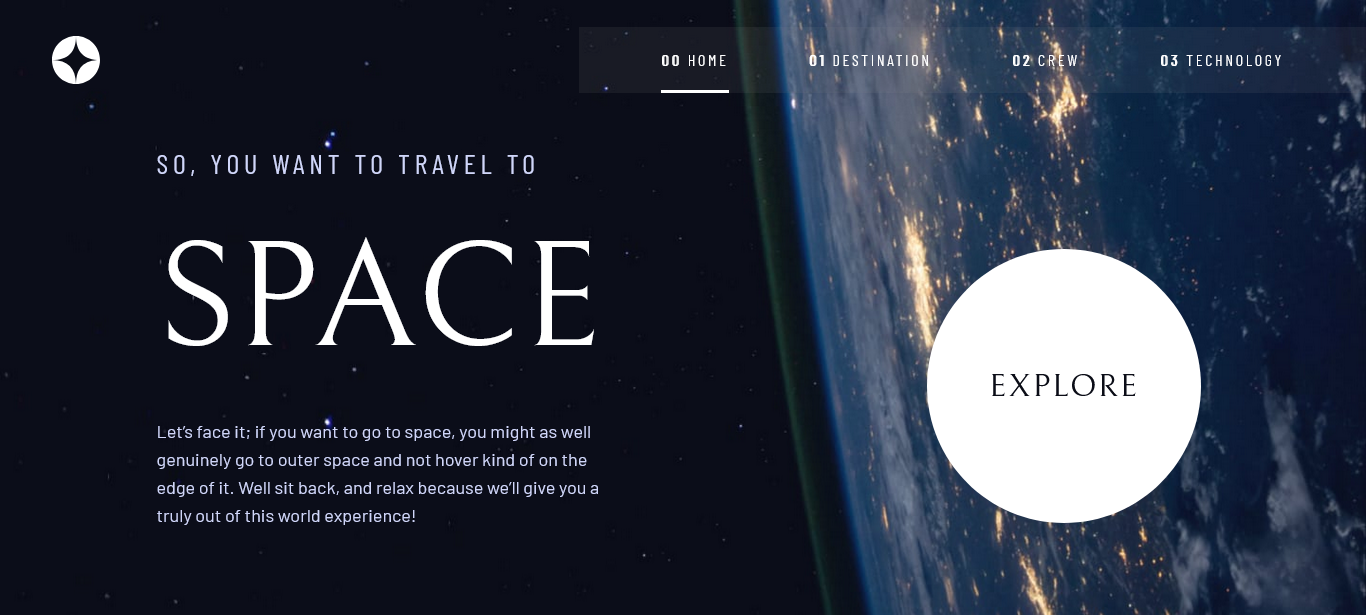 00 HOME 01 DESTINATION 02 CREW 03 TECHNOLOGY
SO, YOU WANT TO TRAVEL TO
SPACE
Let’s face it; if you want to go to space, you might as well
genuinely go to outer space and not hover kind of on the
edge of it. Well sit back, and relax because we’ll give you a
truly out of this world experience!
EXPLORE